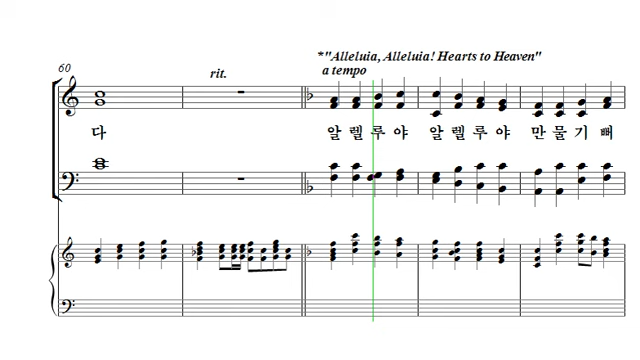 *"Alleluia, Alleluia! Hearts to Heaven"
60 rit. a tempo
다 알 렐 루 야 알 렐 루 야 만 물 기 뻐